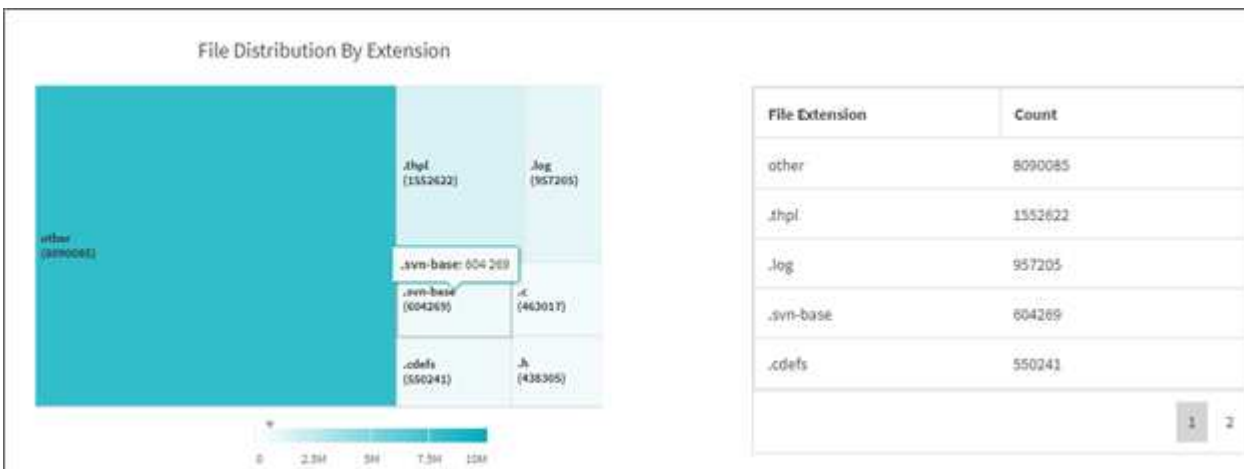 File Distribution By Extension
other
(8090085)
.thpl
(1552622)
.log
(957205)
.svn-base: 604 269
.svn-base
(604269)
.c
(463017)
.cdefs
(550241)
.h
(438305)
0 2.5M 5M 7.5M 10M
File Extension Count
other 8090085
.thpl 1552622
.log 957205
.svn-base 604269
.cdefs 550241
1 2